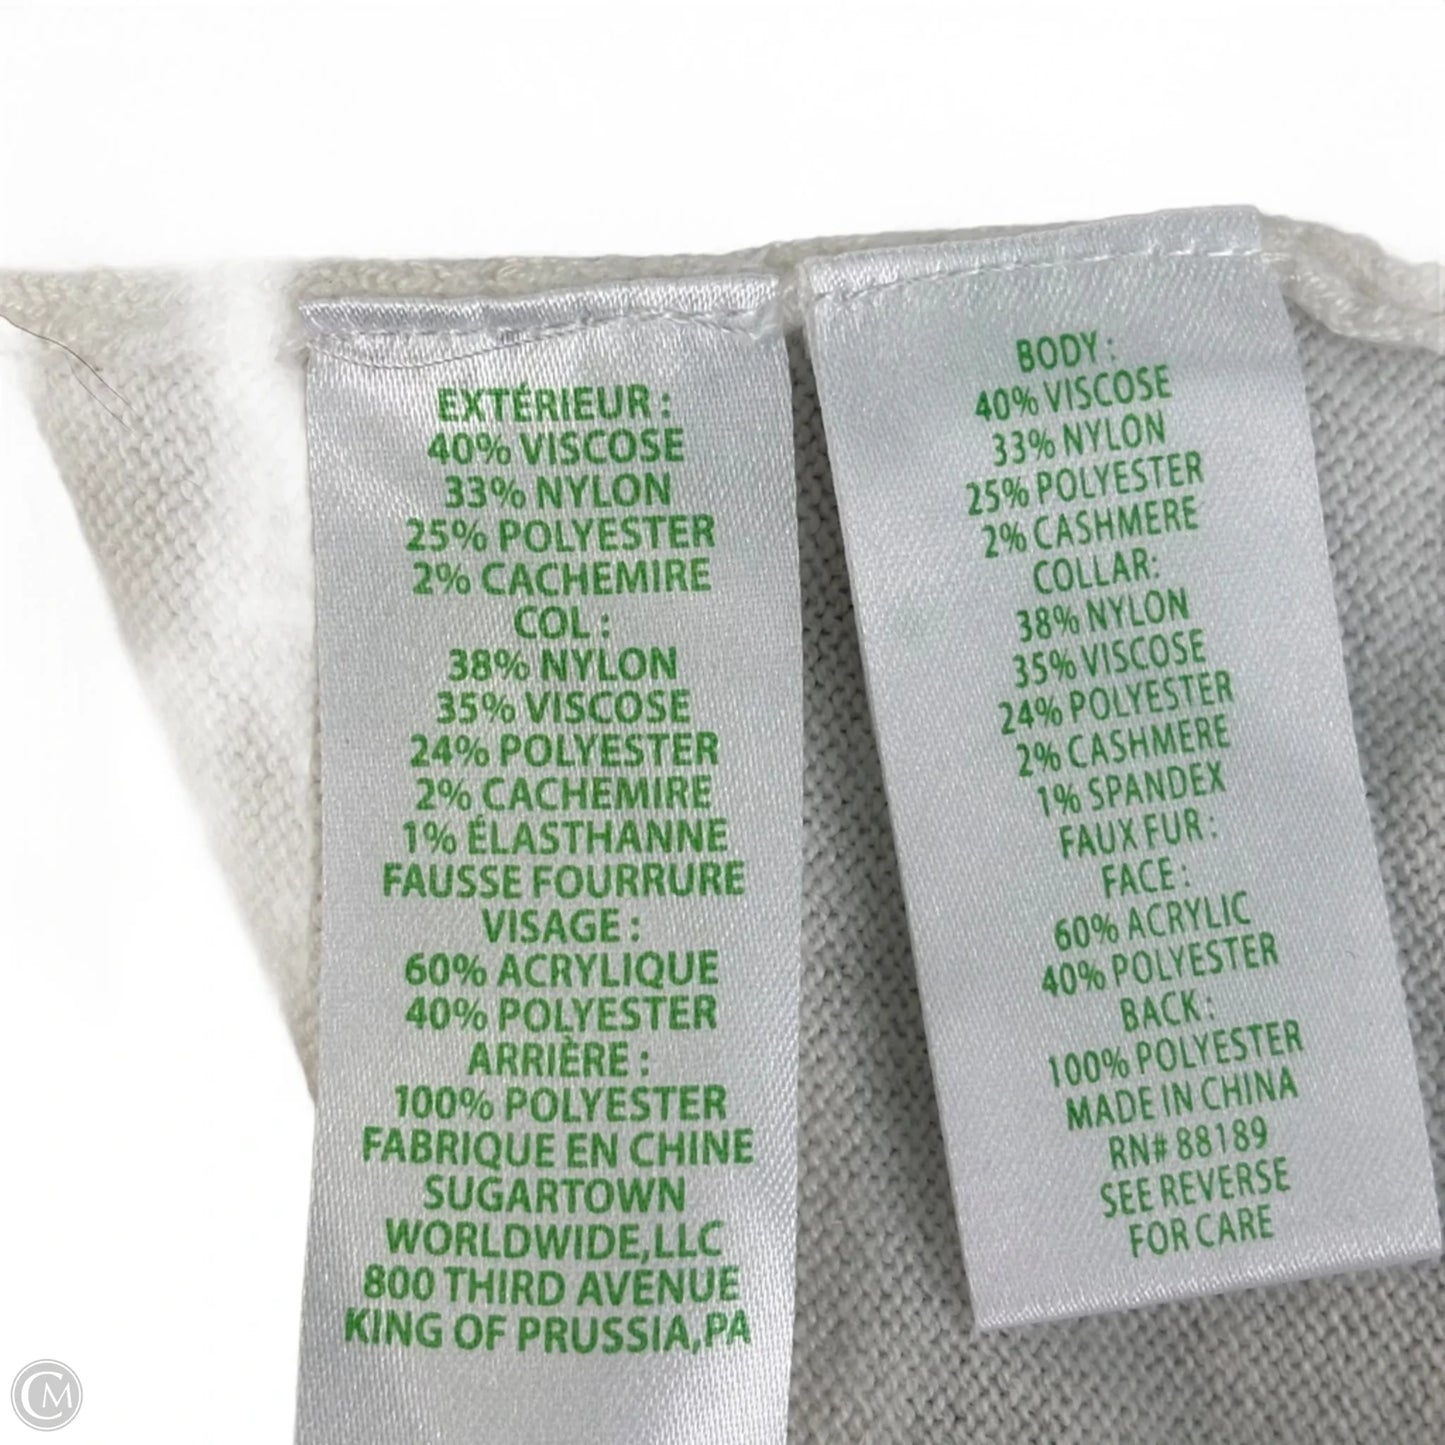 EXTÉRIEUR :
40% VISCOSE
33% NYLON
25% POLYESTER
2% CACHEMIRE
COL :
38% NYLON
35% VISCOSE
24% POLYESTER
2% CACHEMIRE
1% ÉLASTHANNE
FAUSSE FOURRURE
VISAGE :
60% ACRYLIQUE
40% POLYESTER
ARRIÈRE :
100% POLYESTER
FABRIQUE EN CHINE
SUGARTOWN
WORLDWIDE,LLC
800 THIRD AVENUE
KING OF PRUSSIA,PA
BODY :
40% VISCOSE
33% NYLON
25% POLYESTER
2% CASHMERE
COLLAR:
38% NYLON
35% VISCOSE
24% POLYESTER
2% CASHMERE
1% SPANDEX
FAUX FUR :
FACE :
60% ACRYLIC
40% POLYESTER
BACK :
100% POLYESTER
MADE IN CHINA
RN# 88189
SEE REVERSE
FOR CARE
CM